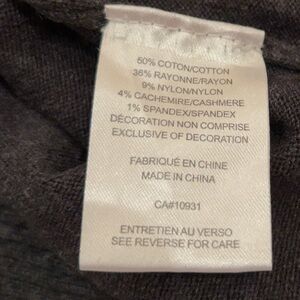 50% COTON/COTTON
36% RAYONNE/RAYON
9% NYLON/NYLON
4% CACHEMIRE/CASHMERE
1% SPANDEX/SPANDEX
DÉCORATION NON COMPRISE
EXCLUSIVE OF DECORATION
FABRIQUÉ EN CHINE
MADE IN CHINA
CA#10931
ENTRETIEN AU VERSO
SEE REVERSE FOR CARE